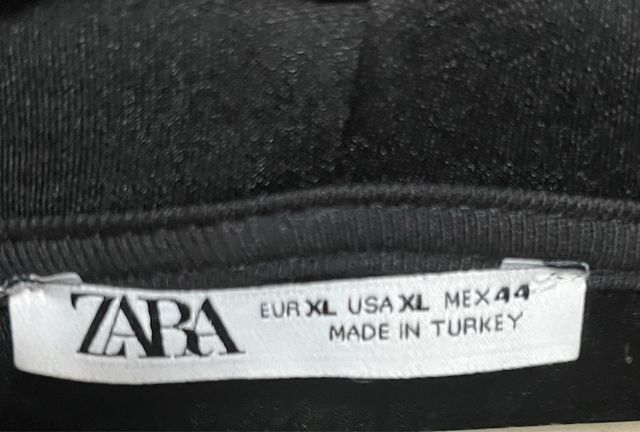 ZARA
EUR XL USA XL MEX 44
MADE IN TURKEY